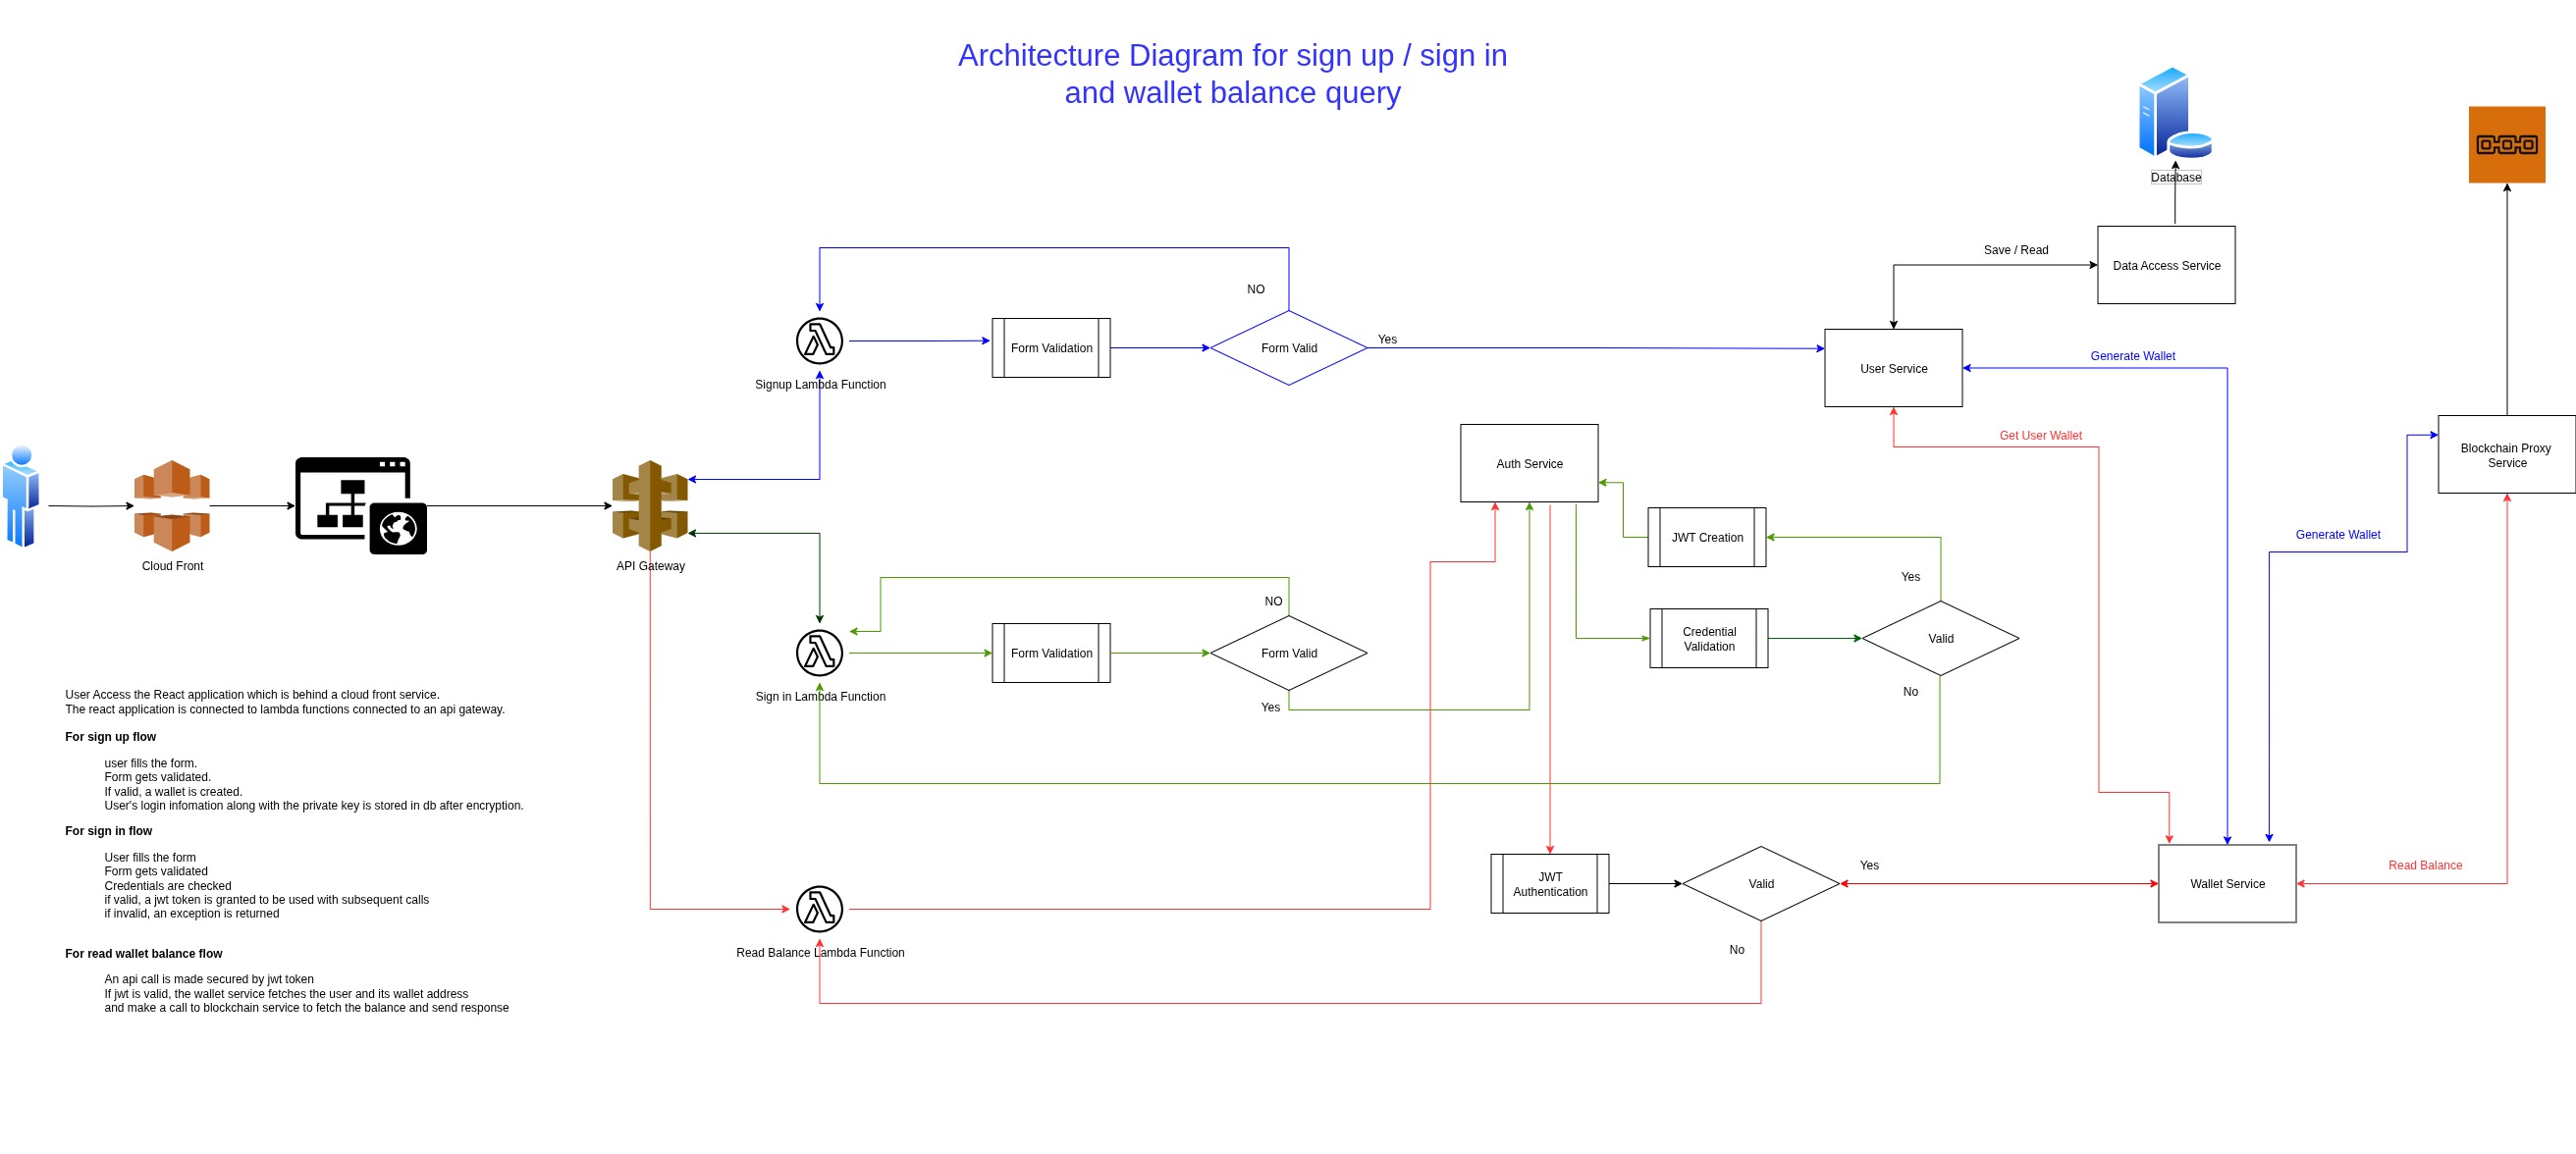 Architecture Diagram for sign up / sign in
and wallet balance query
Database
Save / Read
Data Access Service
NO
Form Validation
Form Valid
Yes
Signup Lambda Function
User Service
Generate Wallet
Get User Wallet
Blockchain Proxy
Service
Auth Service
JWT Creation
Generate Wallet
Cloud Front
API Gateway
Yes
NO
Credential
Validation
Valid
Form Validation
Form Valid
Sign in Lambda Function
Yes
No
User Access the React application which is behind a cloud front service.
The react application is connected to lambda functions connected to an api gateway.
For sign up flow
user fills the form.
Form gets validated.
If valid, a wallet is created.
User's login infomation along with the private key is stored in db after encryption.
For sign in flow
User fills the form
Form gets validated
Credentials are checked
if valid, a jwt token is granted to be used with subsequent calls
if invalid, an exception is returned
For read wallet balance flow
An api call is made secured by jwt token
If jwt is valid, the wallet service fetches the user and its wallet address
and make a call to blockchain service to fetch the balance and send response
Read Balance Lambda Function
JWT
Authentication
Valid
Yes
No
Wallet Service
Read Balance